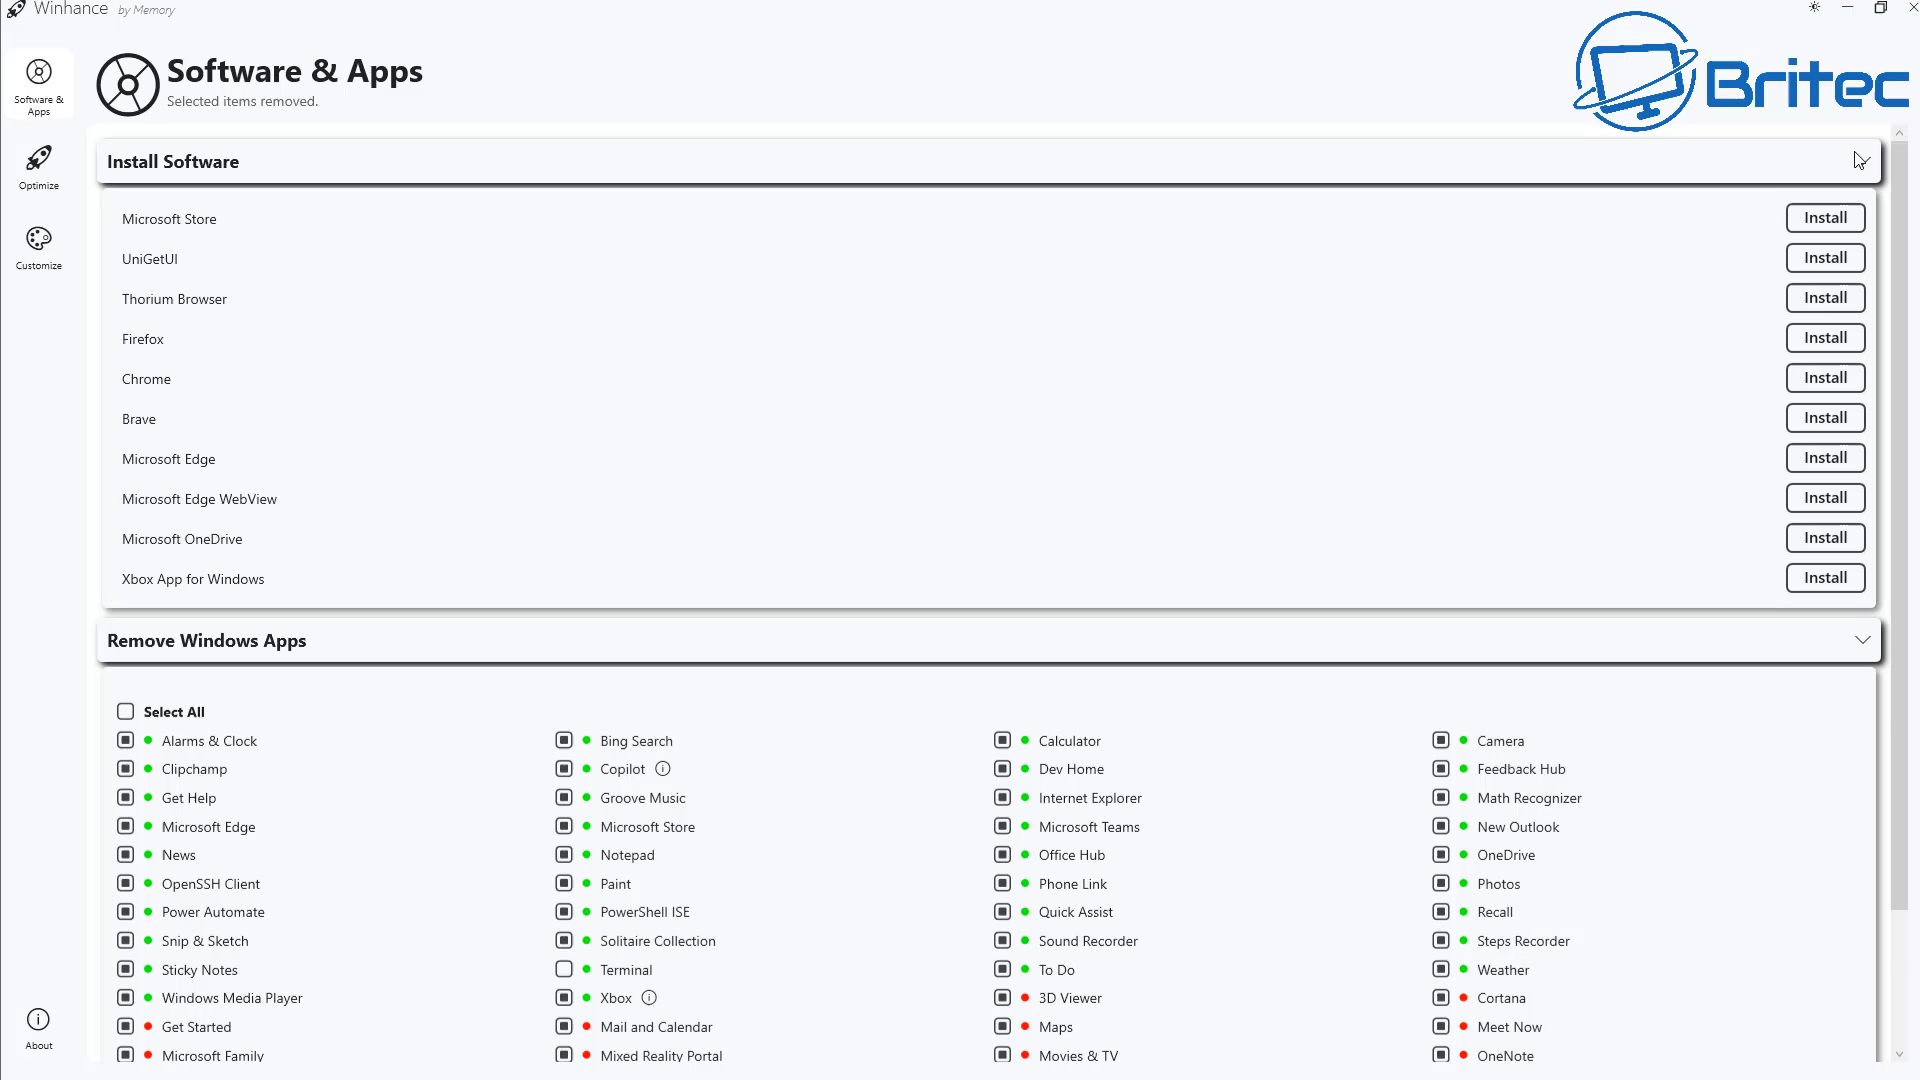 Winhance by Memory
Britec
Software & Apps
Selected items removed.
Software &
Apps
Optimize
Customize
About
Install Software
Microsoft Store Install
UniGetUI Install
Thorium Browser Install
Firefox Install
Chrome Install
Brave Install
Microsoft Edge Install
Microsoft Edge WebView Install
Microsoft OneDrive Install
Xbox App for Windows Install
Remove Windows Apps
Select All
Alarms & Clock Bing Search Calculator Camera
Clipchamp Copilot Dev Home Feedback Hub
Get Help Groove Music Internet Explorer Math Recognizer
Microsoft Edge Microsoft Store Microsoft Teams New Outlook
News Notepad Office Hub OneDrive
OpenSSH Client Paint Phone Link Photos
Power Automate PowerShell ISE Quick Assist Recall
Snip & Sketch Solitaire Collection Sound Recorder Steps Recorder
Sticky Notes Terminal To Do Weather
Windows Media Player Xbox 3D Viewer Cortana
Get Started Mail and Calendar Maps Meet Now
Microsoft Family Mixed Reality Portal Movies & TV OneNote